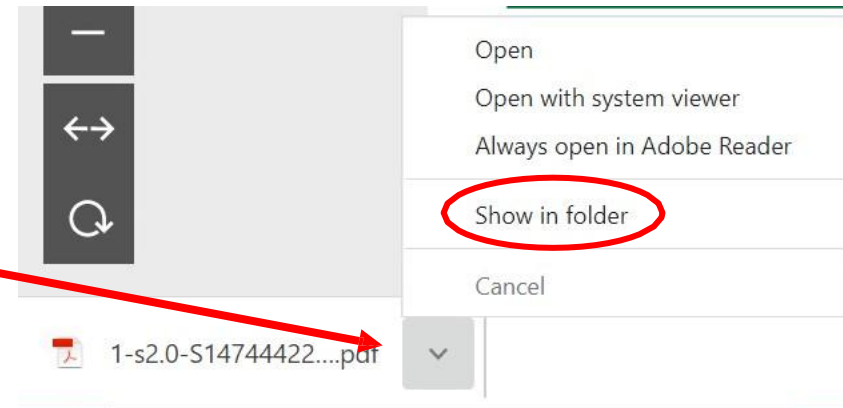 Open
Open with system viewer
Always open in Adobe Reader
Show in folder
Cancel
1-s2.0-S14744422....pdf